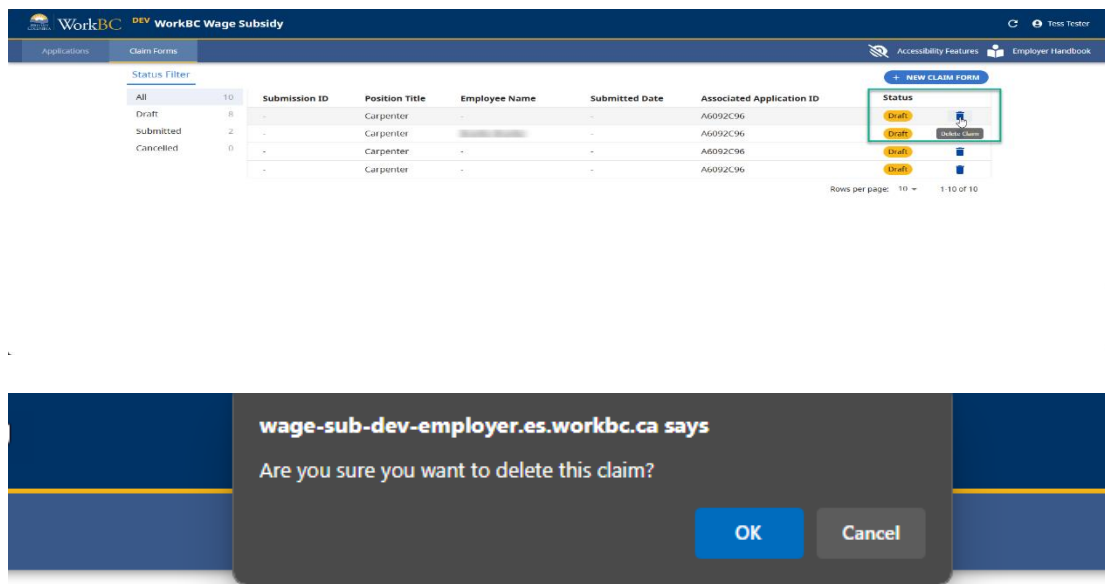 WorkBC DEV WorkBC Wage Subsidy Tess Tester
Applications Claim Forms Accessibility Features Employer Handbook
Status Filter + NEW CLAIM FORM
All 10 Submission ID Position Title Employee Name Submitted Date Associated Application ID Status
Draft 8 - Carpenter - - A6092C96 Draft
Submitted 2 - Carpenter - A6092C96 Draft Delete Claim
Cancelled 0 - Carpenter - - A6092C96 Draft
- Carpenter - - A6092C96 Draft
Rows per page: 10 1-10 of 10
wage-sub-dev-employer.es.workbc.ca says
Are you sure you want to delete this claim?
OK Cancel